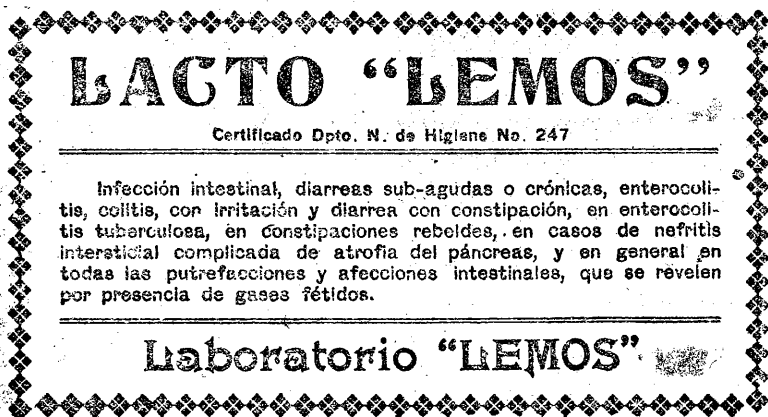 LACTO “LEMOS”
Certificado Dpto. N. de Higiene No. 247
Infección intestinal, diarreas sub-agudas o crónicas, enterocoli-
tis, colitis, con irritación y diarrea con constipación, en enterocoli-
tis tuberculosa, en constipaciones rebeldes, en casos de nefritis
intersticial complicada de atrofia del páncreas, y en general en
todas las putrefacciones y afecciones intestinales, que se revelen
por presencia de gases fétidos.
Laboratorio “LEMOS”